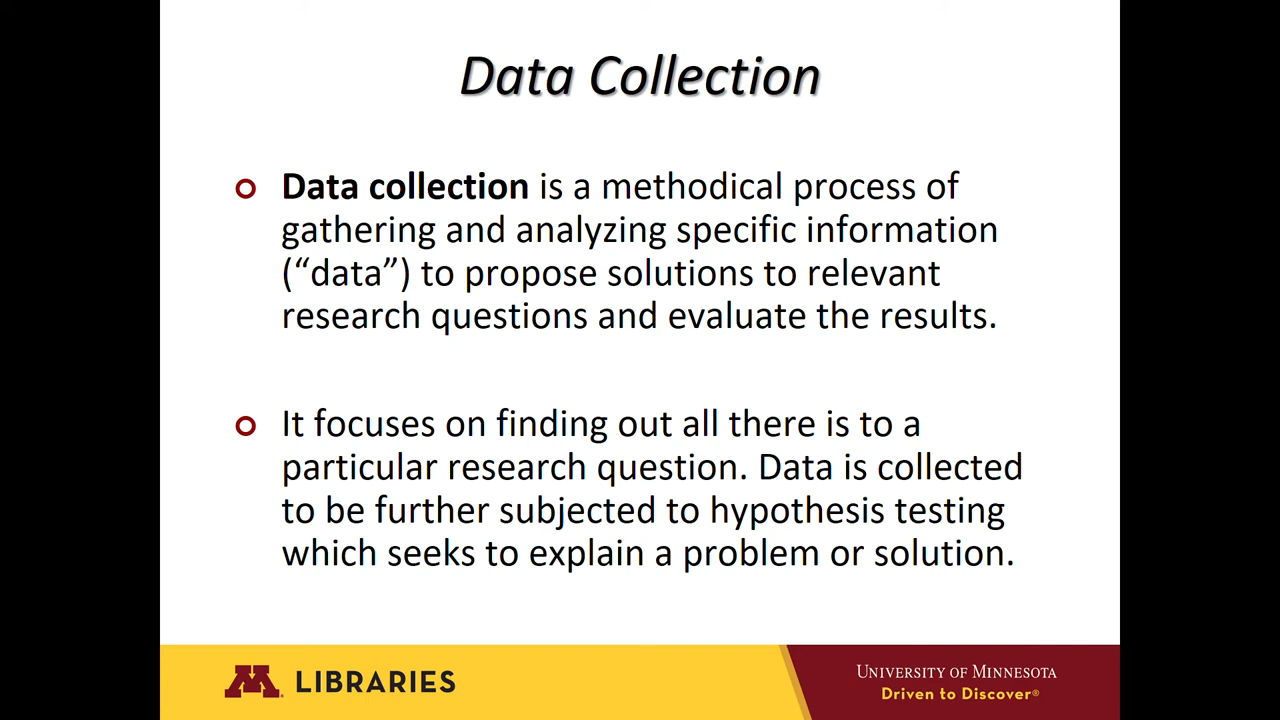 Data Collection
Data collection is a methodical process of
gathering and analyzing specific information
(“data”) to propose solutions to relevant
research questions and evaluate the results.
It focuses on finding out all there is to a
particular research question. Data is collected
to be further subjected to hypothesis testing
which seeks to explain a problem or solution.
M LIBRARIES
UNIVERSITY OF MINNESOTA
Driven to Discover®